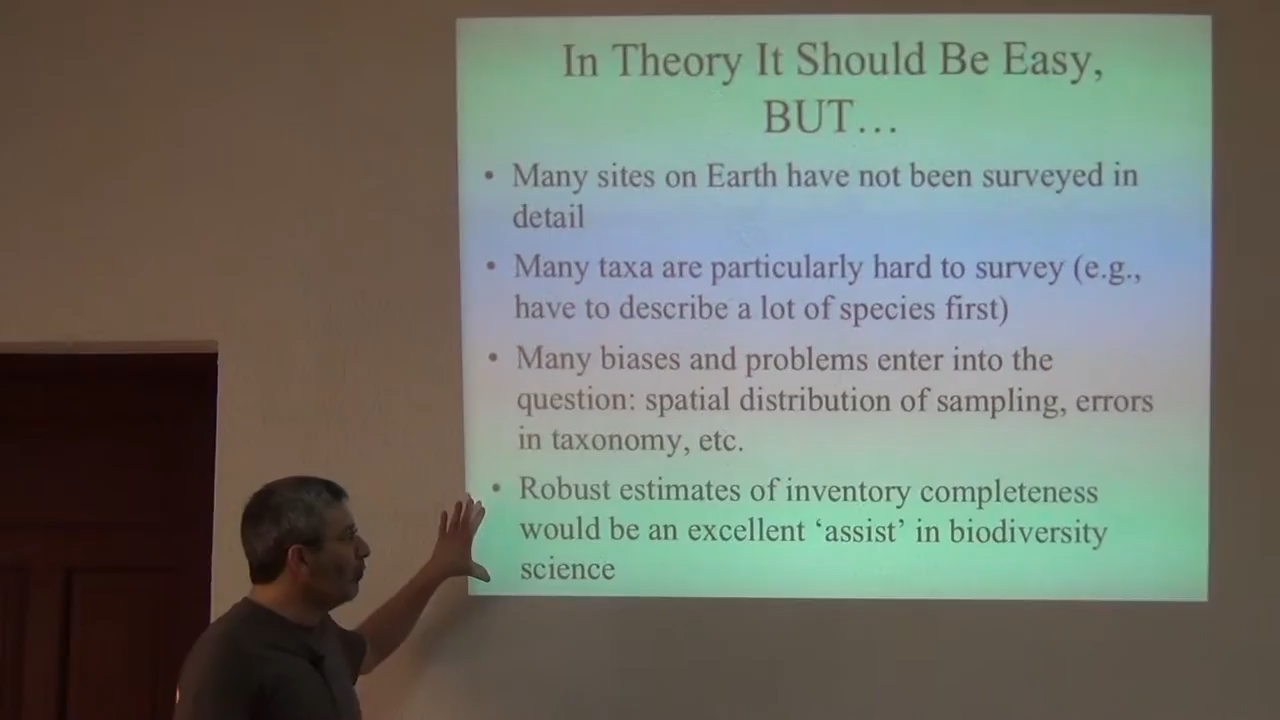 In Theory It Should Be Easy,
BUT…
• Many sites on Earth have not been surveyed in
detail
• Many taxa are particularly hard to survey (e.g.,
have to describe a lot of species first)
• Many biases and problems enter into the
question: spatial distribution of sampling, errors
in taxonomy, etc.
• Robust estimates of inventory completeness
would be an excellent ‘assist’ in biodiversity
science